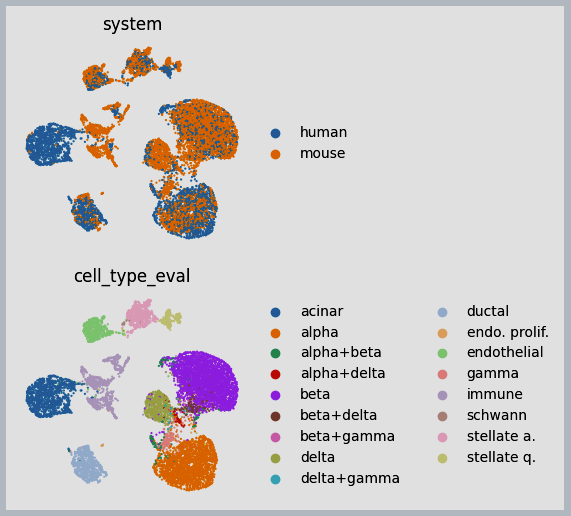 system
human
mouse
cell_type_eval
acinar
alpha
alpha+beta
alpha+delta
beta
beta+delta
beta+gamma
delta
delta+gamma
ductal
endo. prolif.
endothelial
gamma
immune
schwann
stellate a.
stellate q.